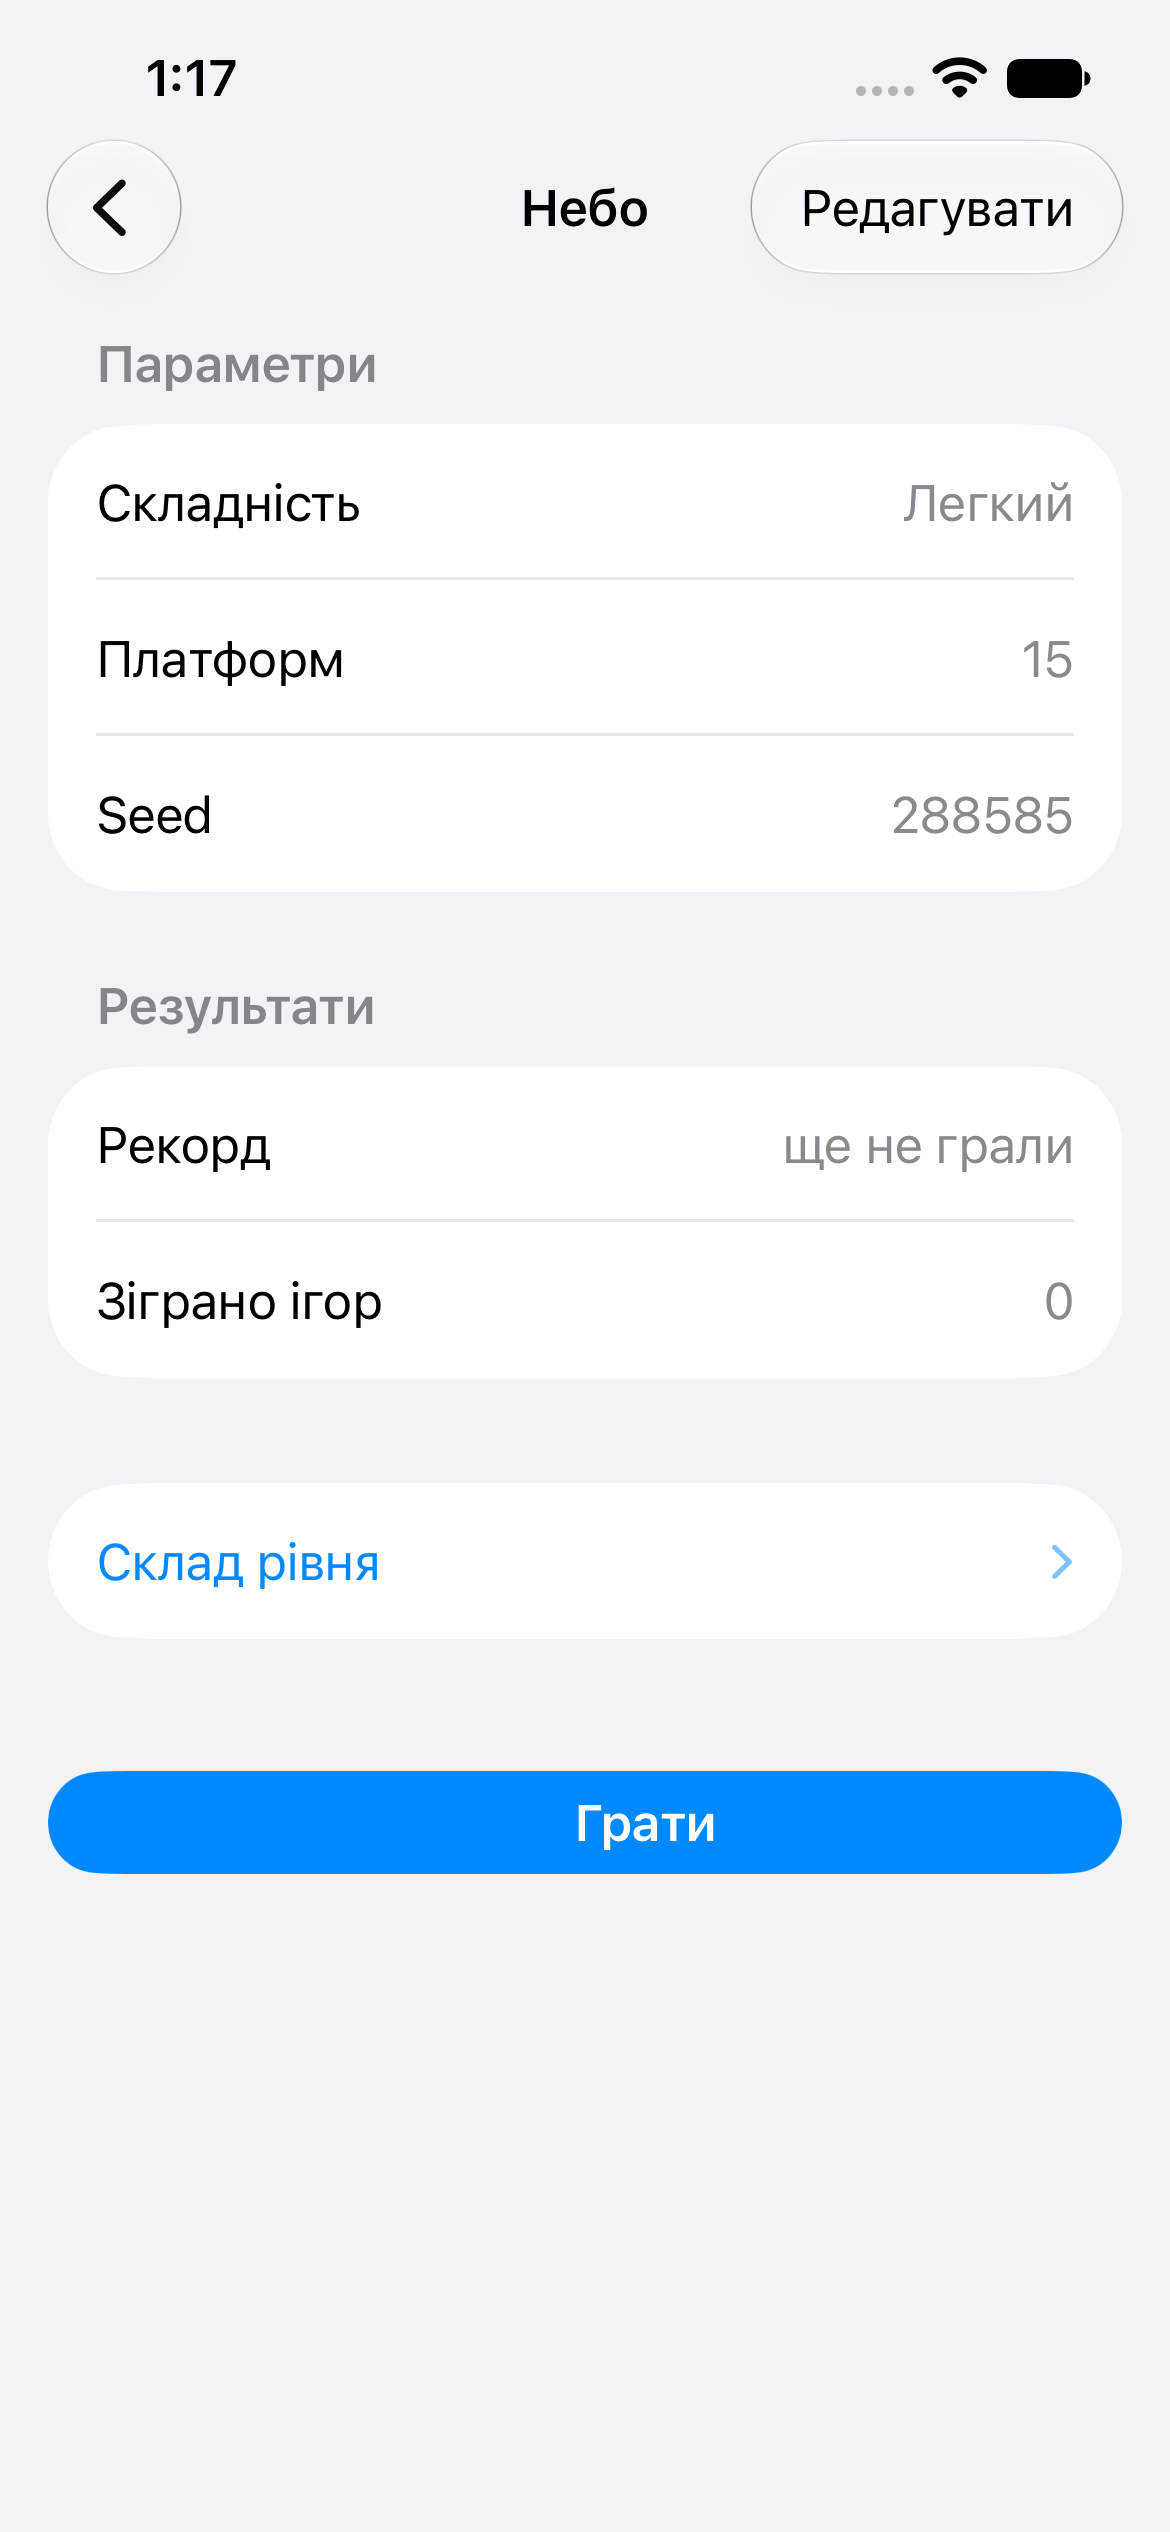 1:17
Небо
Редагувати
Параметри
Складність Легкий
Платформ 15
Seed 288585
Результати
Рекорд ще не грали
Зіграно ігор 0
Склад рівня
Грати